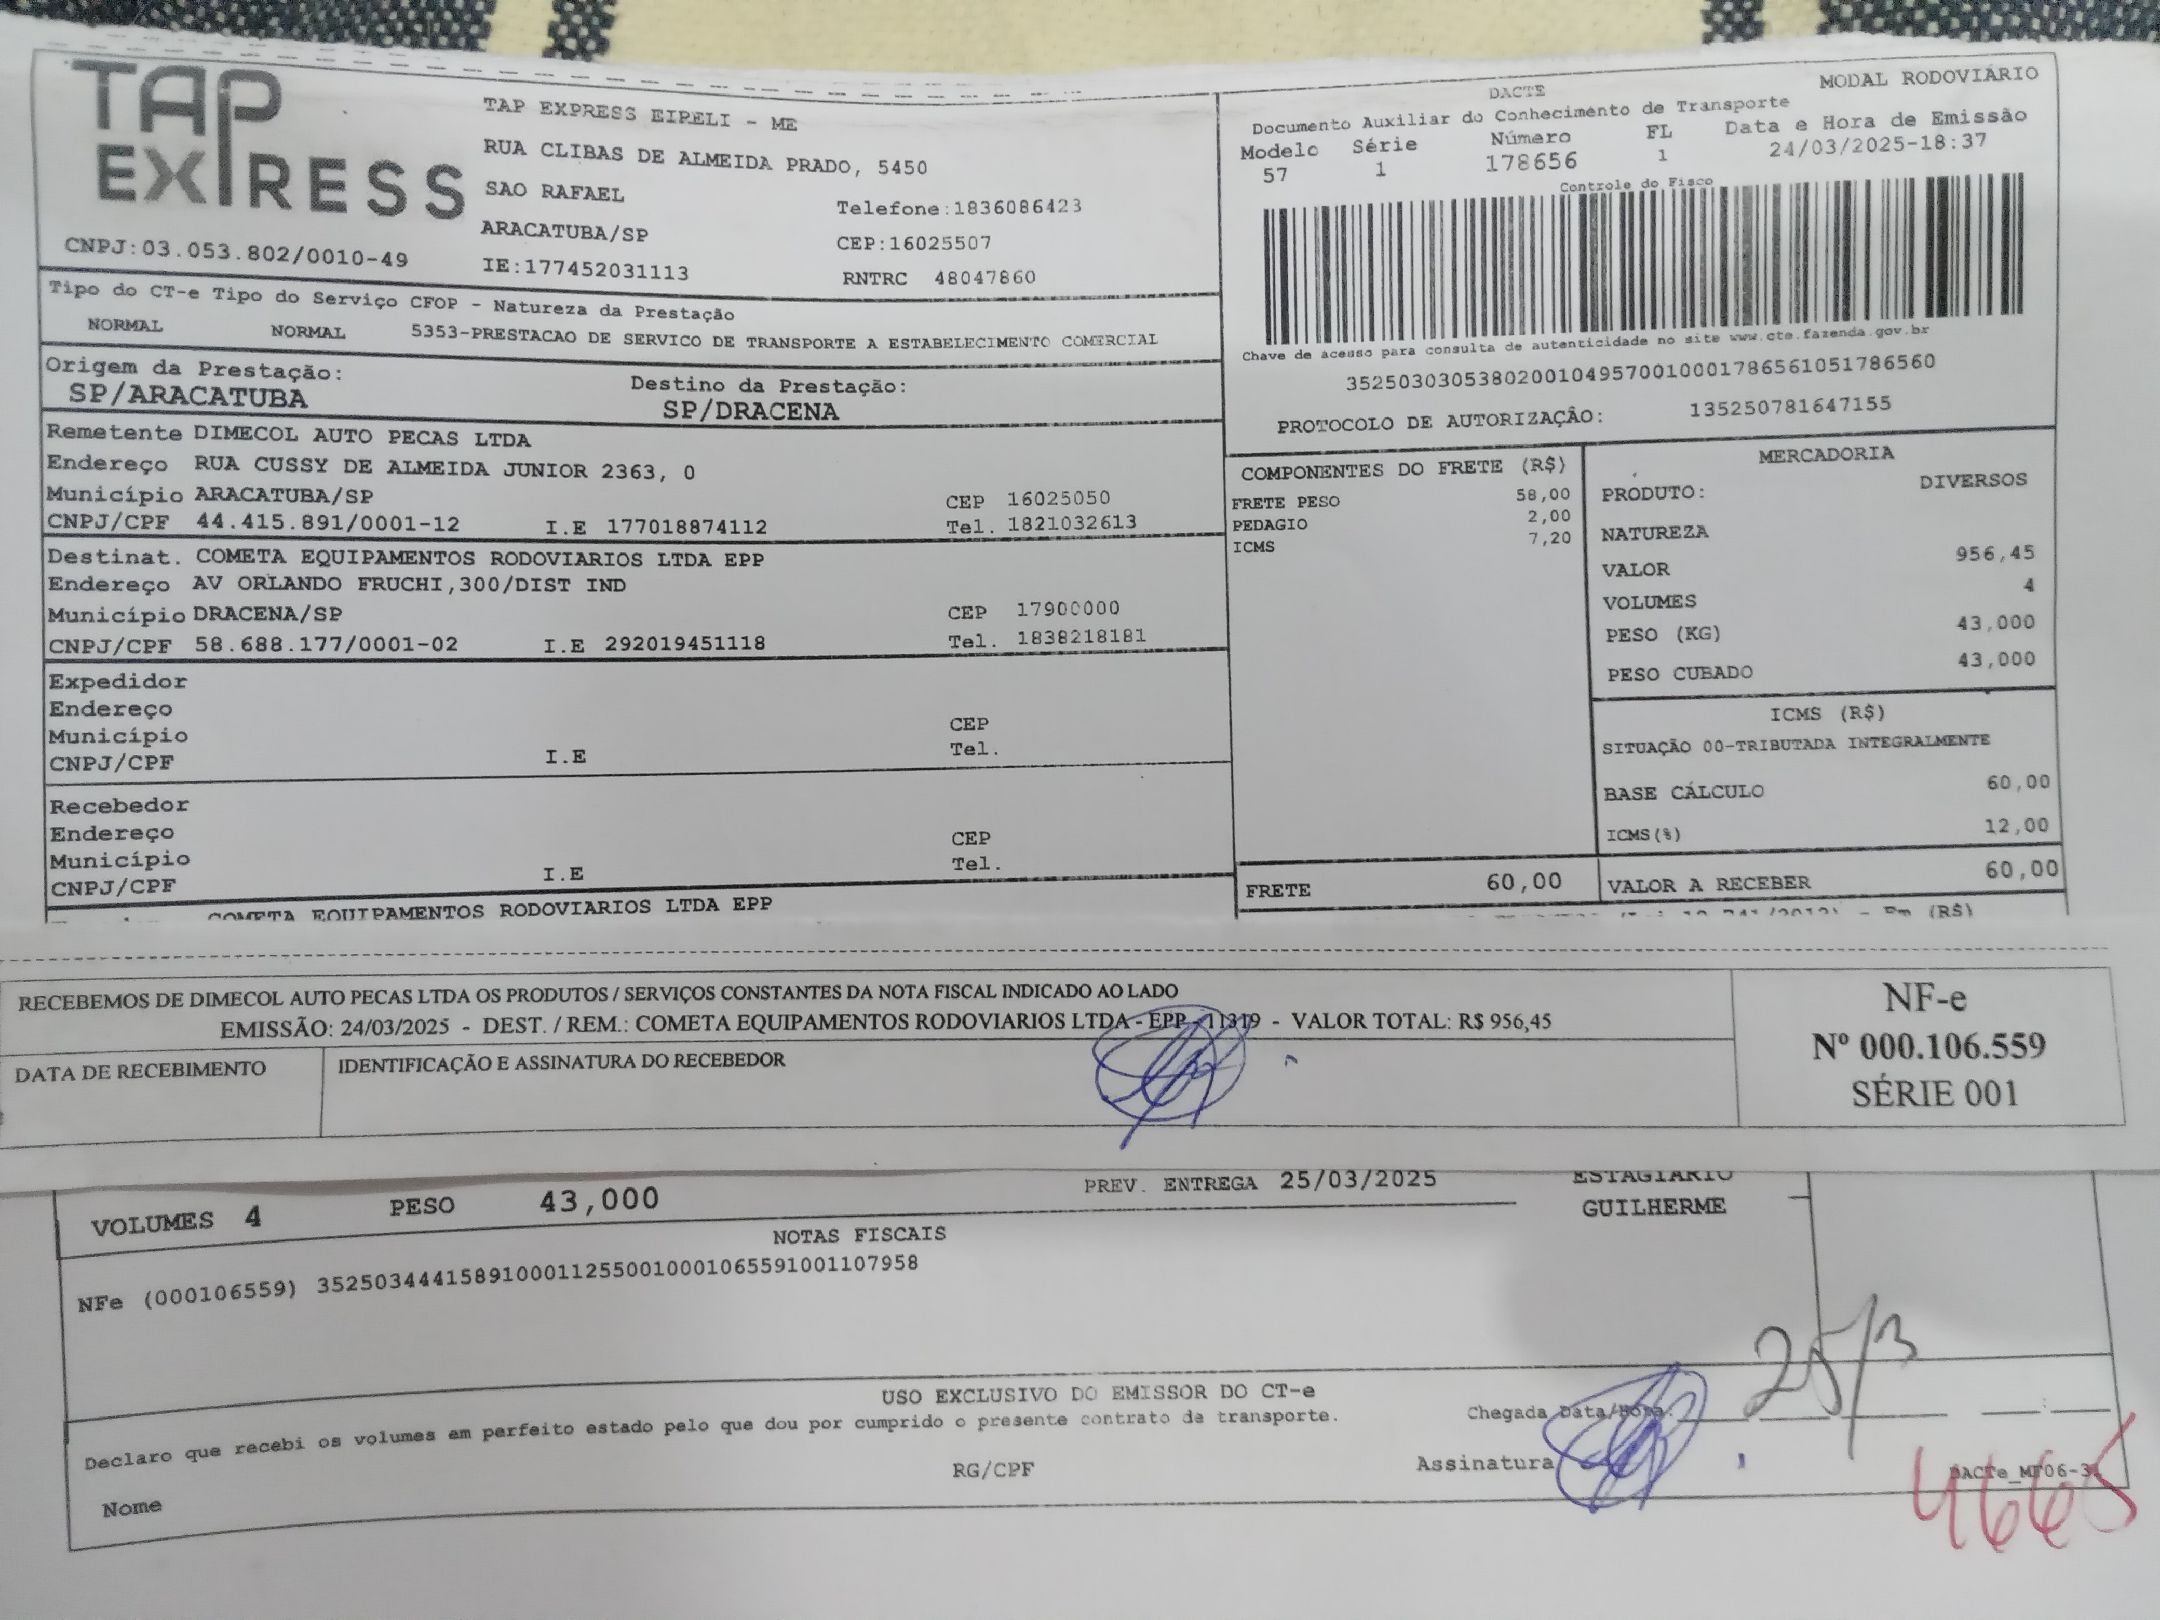 TAP
EXPRESS
CNPJ:03.053.802/0010-49
TAP EXPRESS EIRELI - ME
RUA CLIBAS DE ALMEIDA PRADO, 5450
SAO RAFAEL
Telefone:1836086423
ARACATUBA/SP
CEP:16025507
IE:177452031113
RNTRC 48047860
MODAL RODOVIÁRIO
DACTE
Documento Auxiliar do Conhecimento de Transporte
Modelo Série Número FL Data e Hora de Emissão
57 1 178656 1 24/03/2025-18:37
Controle do Fisco
Chave de acesso para consulta de autenticidade no site www.cte.fazenda.gov.br
35250303053802001049570010001786561051786560
PROTOCOLO DE AUTORIZAÇÃO: 135250781647155
Tipo do CT-e Tipo do Serviço CFOP - Natureza da Prestação
NORMAL NORMAL 5353-PRESTACAO DE SERVICO DE TRANSPORTE A ESTABELECIMENTO COMERCIAL
Origem da Prestação: Destino da Prestação:
SP/ARACATUBA SP/DRACENA
Remetente DIMECOL AUTO PECAS LTDA
Endereço RUA CUSSY DE ALMEIDA JUNIOR 2363, 0
Município ARACATUBA/SP CEP 16025050
CNPJ/CPF 44.415.891/0001-12 I.E 177018874112 Tel. 1821032613
Destinat. COMETA EQUIPAMENTOS RODOVIARIOS LTDA EPP
Endereço AV ORLANDO FRUCHI,300/DIST IND
Município DRACENA/SP CEP 17900000
CNPJ/CPF 58.688.177/0001-02 I.E 292019451118 Tel. 1838218181
Expedidor
Endereço
Município CEP
CNPJ/CPF I.E Tel.
Recebedor
Endereço
Município CEP
CNPJ/CPF I.E Tel.
COMETA EQUIPAMENTOS RODOVIARIOS LTDA EPP
COMPONENTES DO FRETE (R$)
FRETE PESO 58,00
PEDAGIO 2,00
ICMS 7,20
MERCADORIA
PRODUTO: DIVERSOS
NATUREZA
VALOR 956,45
VOLUMES 4
PESO (KG) 43,000
PESO CUBADO 43,000
ICMS (R$)
SITUAÇÃO 00-TRIBUTADA INTEGRALMENTE
BASE CÁLCULO 60,00
ICMS(%) 12,00
FRETE 60,00 VALOR A RECEBER 60,00
RECEBEMOS DE DIMECOL AUTO PECAS LTDA OS PRODUTOS / SERVIÇOS CONSTANTES DA NOTA FISCAL INDICADO AO LADO
EMISSÃO: 24/03/2025 - DEST. / REM.: COMETA EQUIPAMENTOS RODOVIARIOS LTDA - EPP - 11319 - VALOR TOTAL: R$ 956,45
DATA DE RECEBIMENTO IDENTIFICAÇÃO E ASSINATURA DO RECEBEDOR
NF-e
Nº 000.106.559
SÉRIE 001
VOLUMES 4 PESO 43,000 PREV. ENTREGA 25/03/2025
ESTAGIARIO
GUILHERME
NOTAS FISCAIS
NFe (000106559) 35250344415891000112550010001065591001107958
25/3
USO EXCLUSIVO DO EMISSOR DO CT-e
Declaro que recebi os volumes em perfeito estado pelo que dou por cumprido o presente contrato de transporte.
Chegada Data/Hora:
Nome RG/CPF Assinatura
4665